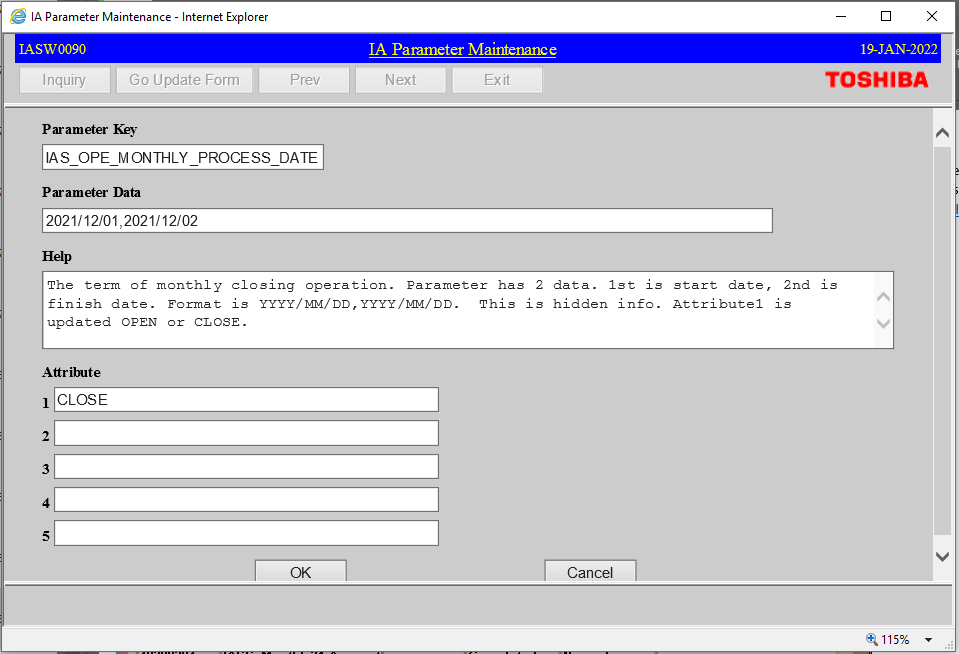 IA Parameter Maintenance - Internet Explorer
IASW0090 IA Parameter Maintenance 19-JAN-2022
Inquiry Go Update Form Prev Next Exit TOSHIBA
Parameter Key
IAS_OPE_MONTHLY_PROCESS_DATE
Parameter Data
2021/12/01,2021/12/02
Help
The term of monthly closing operation. Parameter has 2 data. 1st is start date, 2nd is
finish date. Format is YYYY/MM/DD,YYYY/MM/DD.  This is hidden info. Attribute1 is
updated OPEN or CLOSE.
Attribute
1 CLOSE
2
3
4
5
OK Cancel
115%